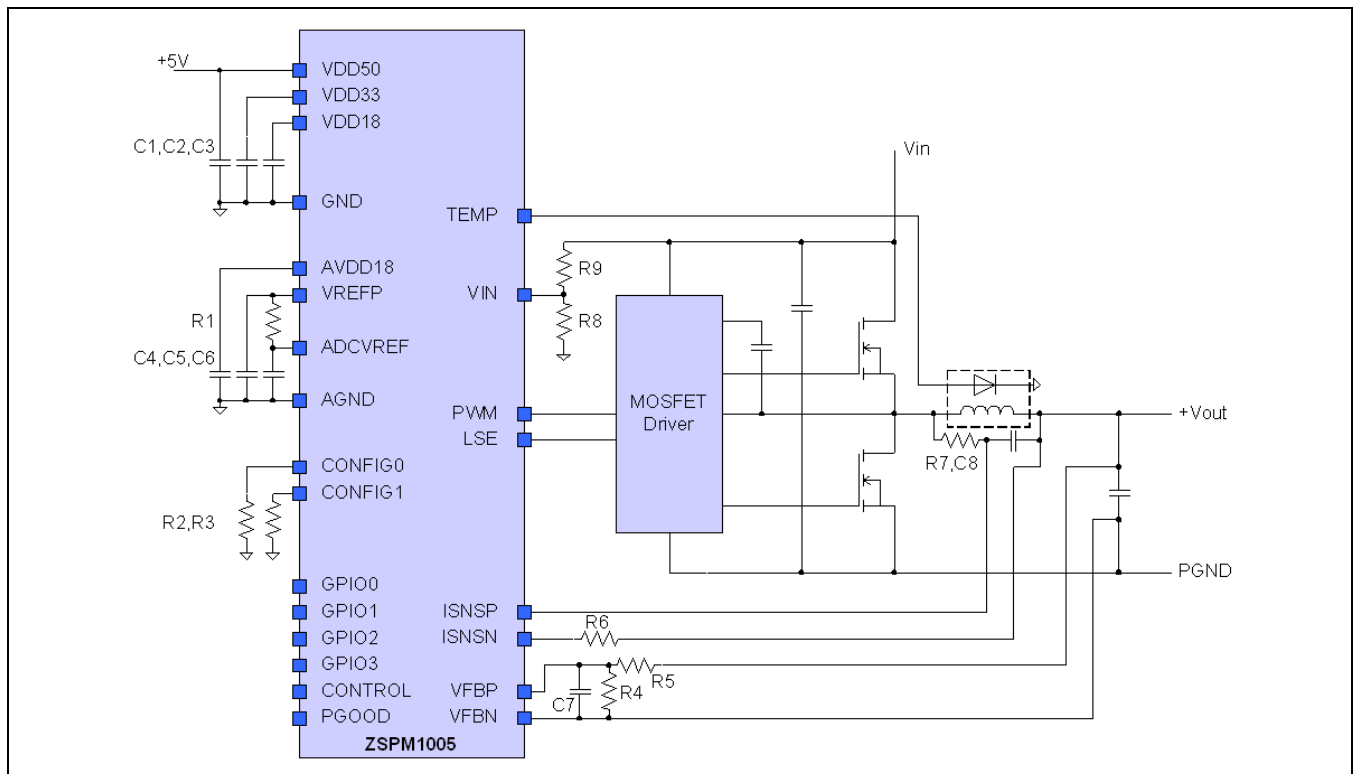 +5V
VDD50
VDD33
VDD18
C1,C2,C3
GND
TEMP
Vin
AVDD18
VREFP
VIN
R9
R8
R1
ADCVREF
C4,C5,C6
AGND
MOSFET
Driver
PWM
LSE
+Vout
R7,C8
CONFIG0
CONFIG1
R2,R3
PGND
GPIO0
GPIO1
GPIO2
GPIO3
CONTROL
PGOOD
ISNSP
ISNSN
R6
VFBP
VFBN
C7
R4
R5
ZSPM1005